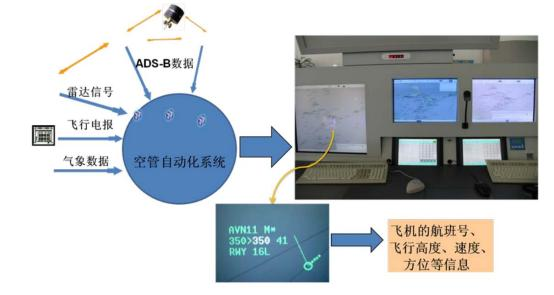 ADS-B数据
雷达信号
飞行电报
气象数据
空管自动化系统
AVN11 M*
350>350 41
RWY 16L
飞机的航班号、
飞行高度、速度、
方位等信息